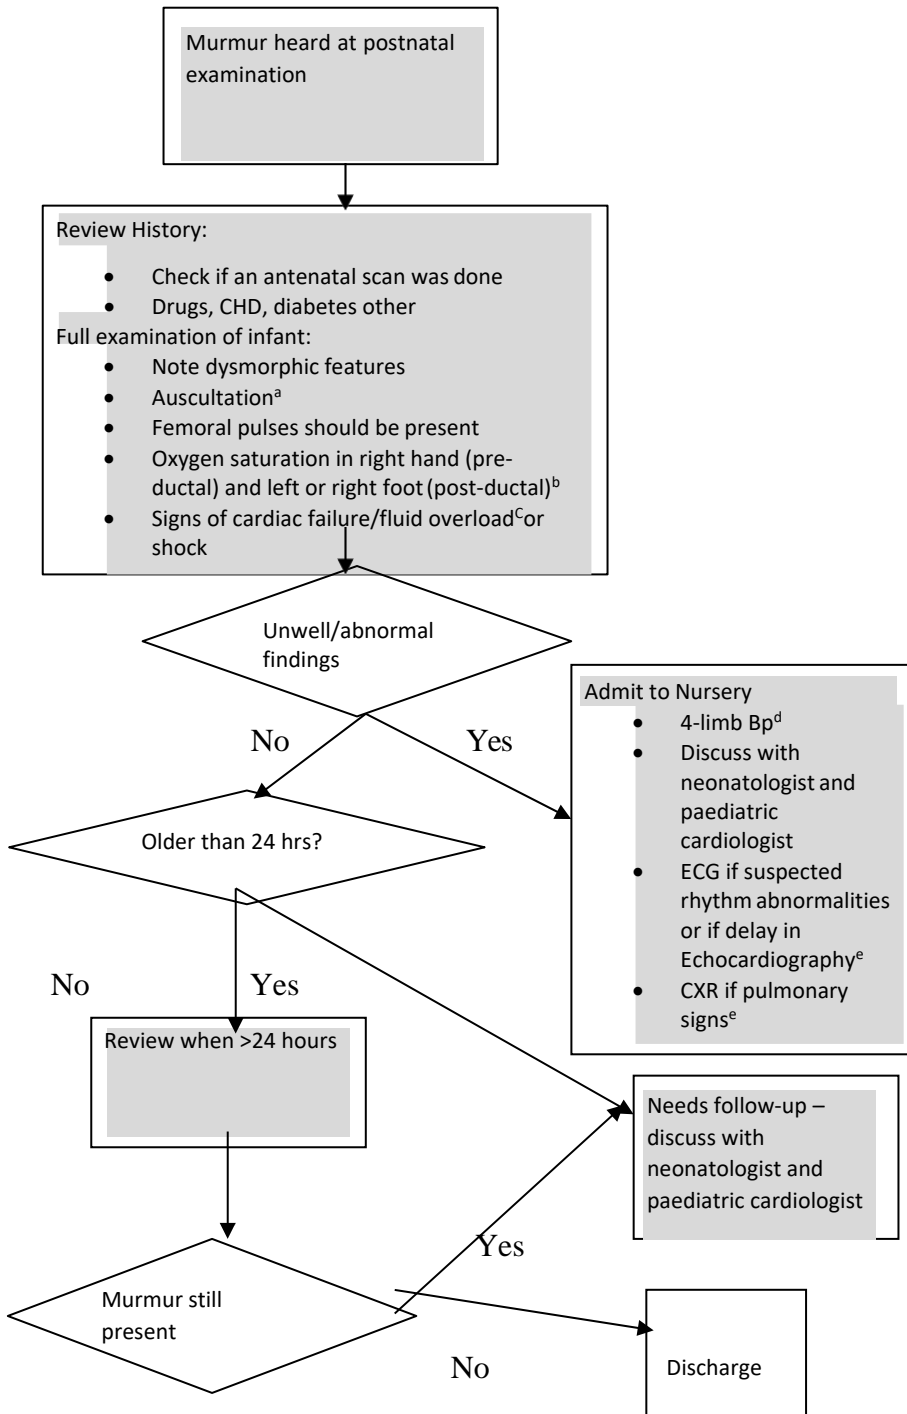 Murmur heard at postnatal
examination
Review History:
• Check if an antenatal scan was done
• Drugs, CHD, diabetes other
Full examination of infant:
• Note dysmorphic features
• Auscultationᵃ
• Femoral pulses should be present
• Oxygen saturation in right hand (pre-
ductal) and left or right foot (post-ductal)ᵇ
• Signs of cardiac failure/fluid overloadᶜor
shock
Unwell/abnormal
findings
No
Yes
Admit to Nursery
• 4-limb Bpᵈ
• Discuss with
neonatologist and
paediatric
cardiologist
• ECG if suspected
rhythm abnormalities
or if delay in
Echocardiographyᵉ
• CXR if pulmonary
signsᵉ
Older than 24 hrs?
No
Yes
Review when >24 hours
Needs follow-up –
discuss with
neonatologist and
paediatric cardiologist
Murmur still
present
Yes
No
Discharge